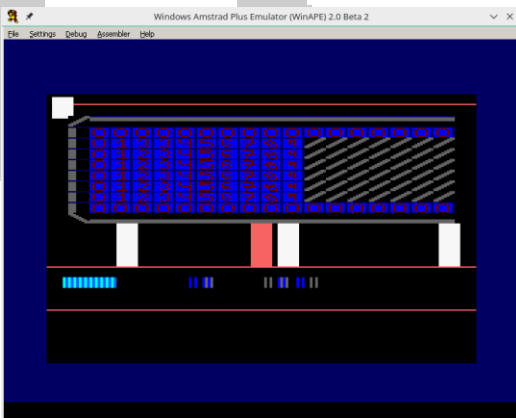 Windows Amstrad Plus Emulator (WinAPE) 2.0 Beta 2
File Settings Debug Assembler Help